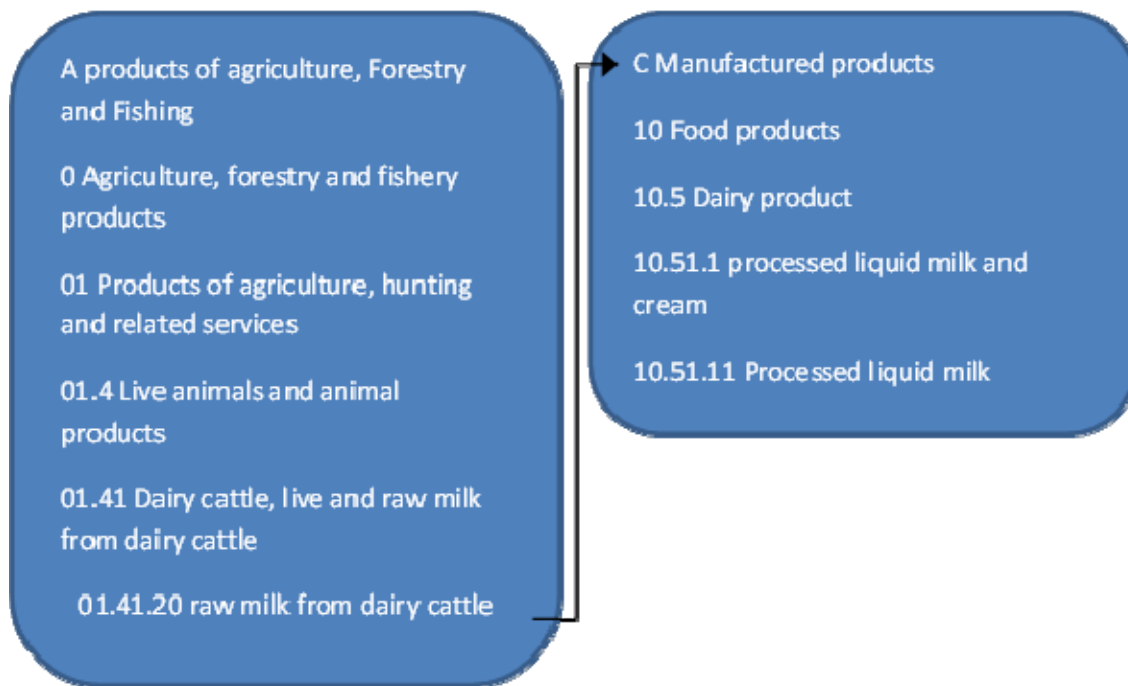 A products of agriculture, Forestry
and Fishing
0 Agriculture, forestry and fishery
products
01 Products of agriculture, hunting
and related services
01.4 Live animals and animal
products
01.41 Dairy cattle, live and raw milk
from dairy cattle
01.41.20 raw milk from dairy cattle
C Manufactured products
10 Food products
10.5 Dairy product
10.51.1 processed liquid milk and
cream
10.51.11 Processed liquid milk